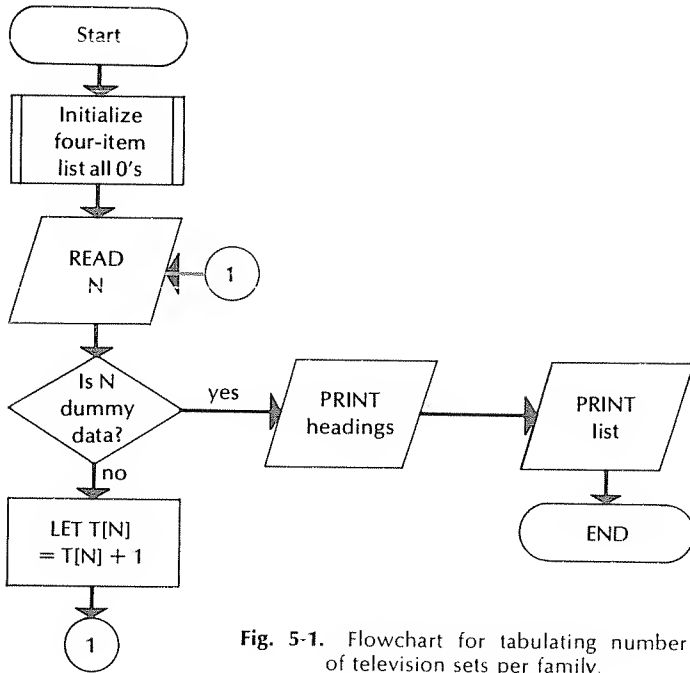 Start
Initialize
four-item
list all 0's
READ
N
1
Is N
dummy
data?
yes
PRINT
headings
PRINT
list
END
no
LET T[N]
= T[N] + 1
1
Fig. 5-1. Flowchart for tabulating number
of television sets per family.